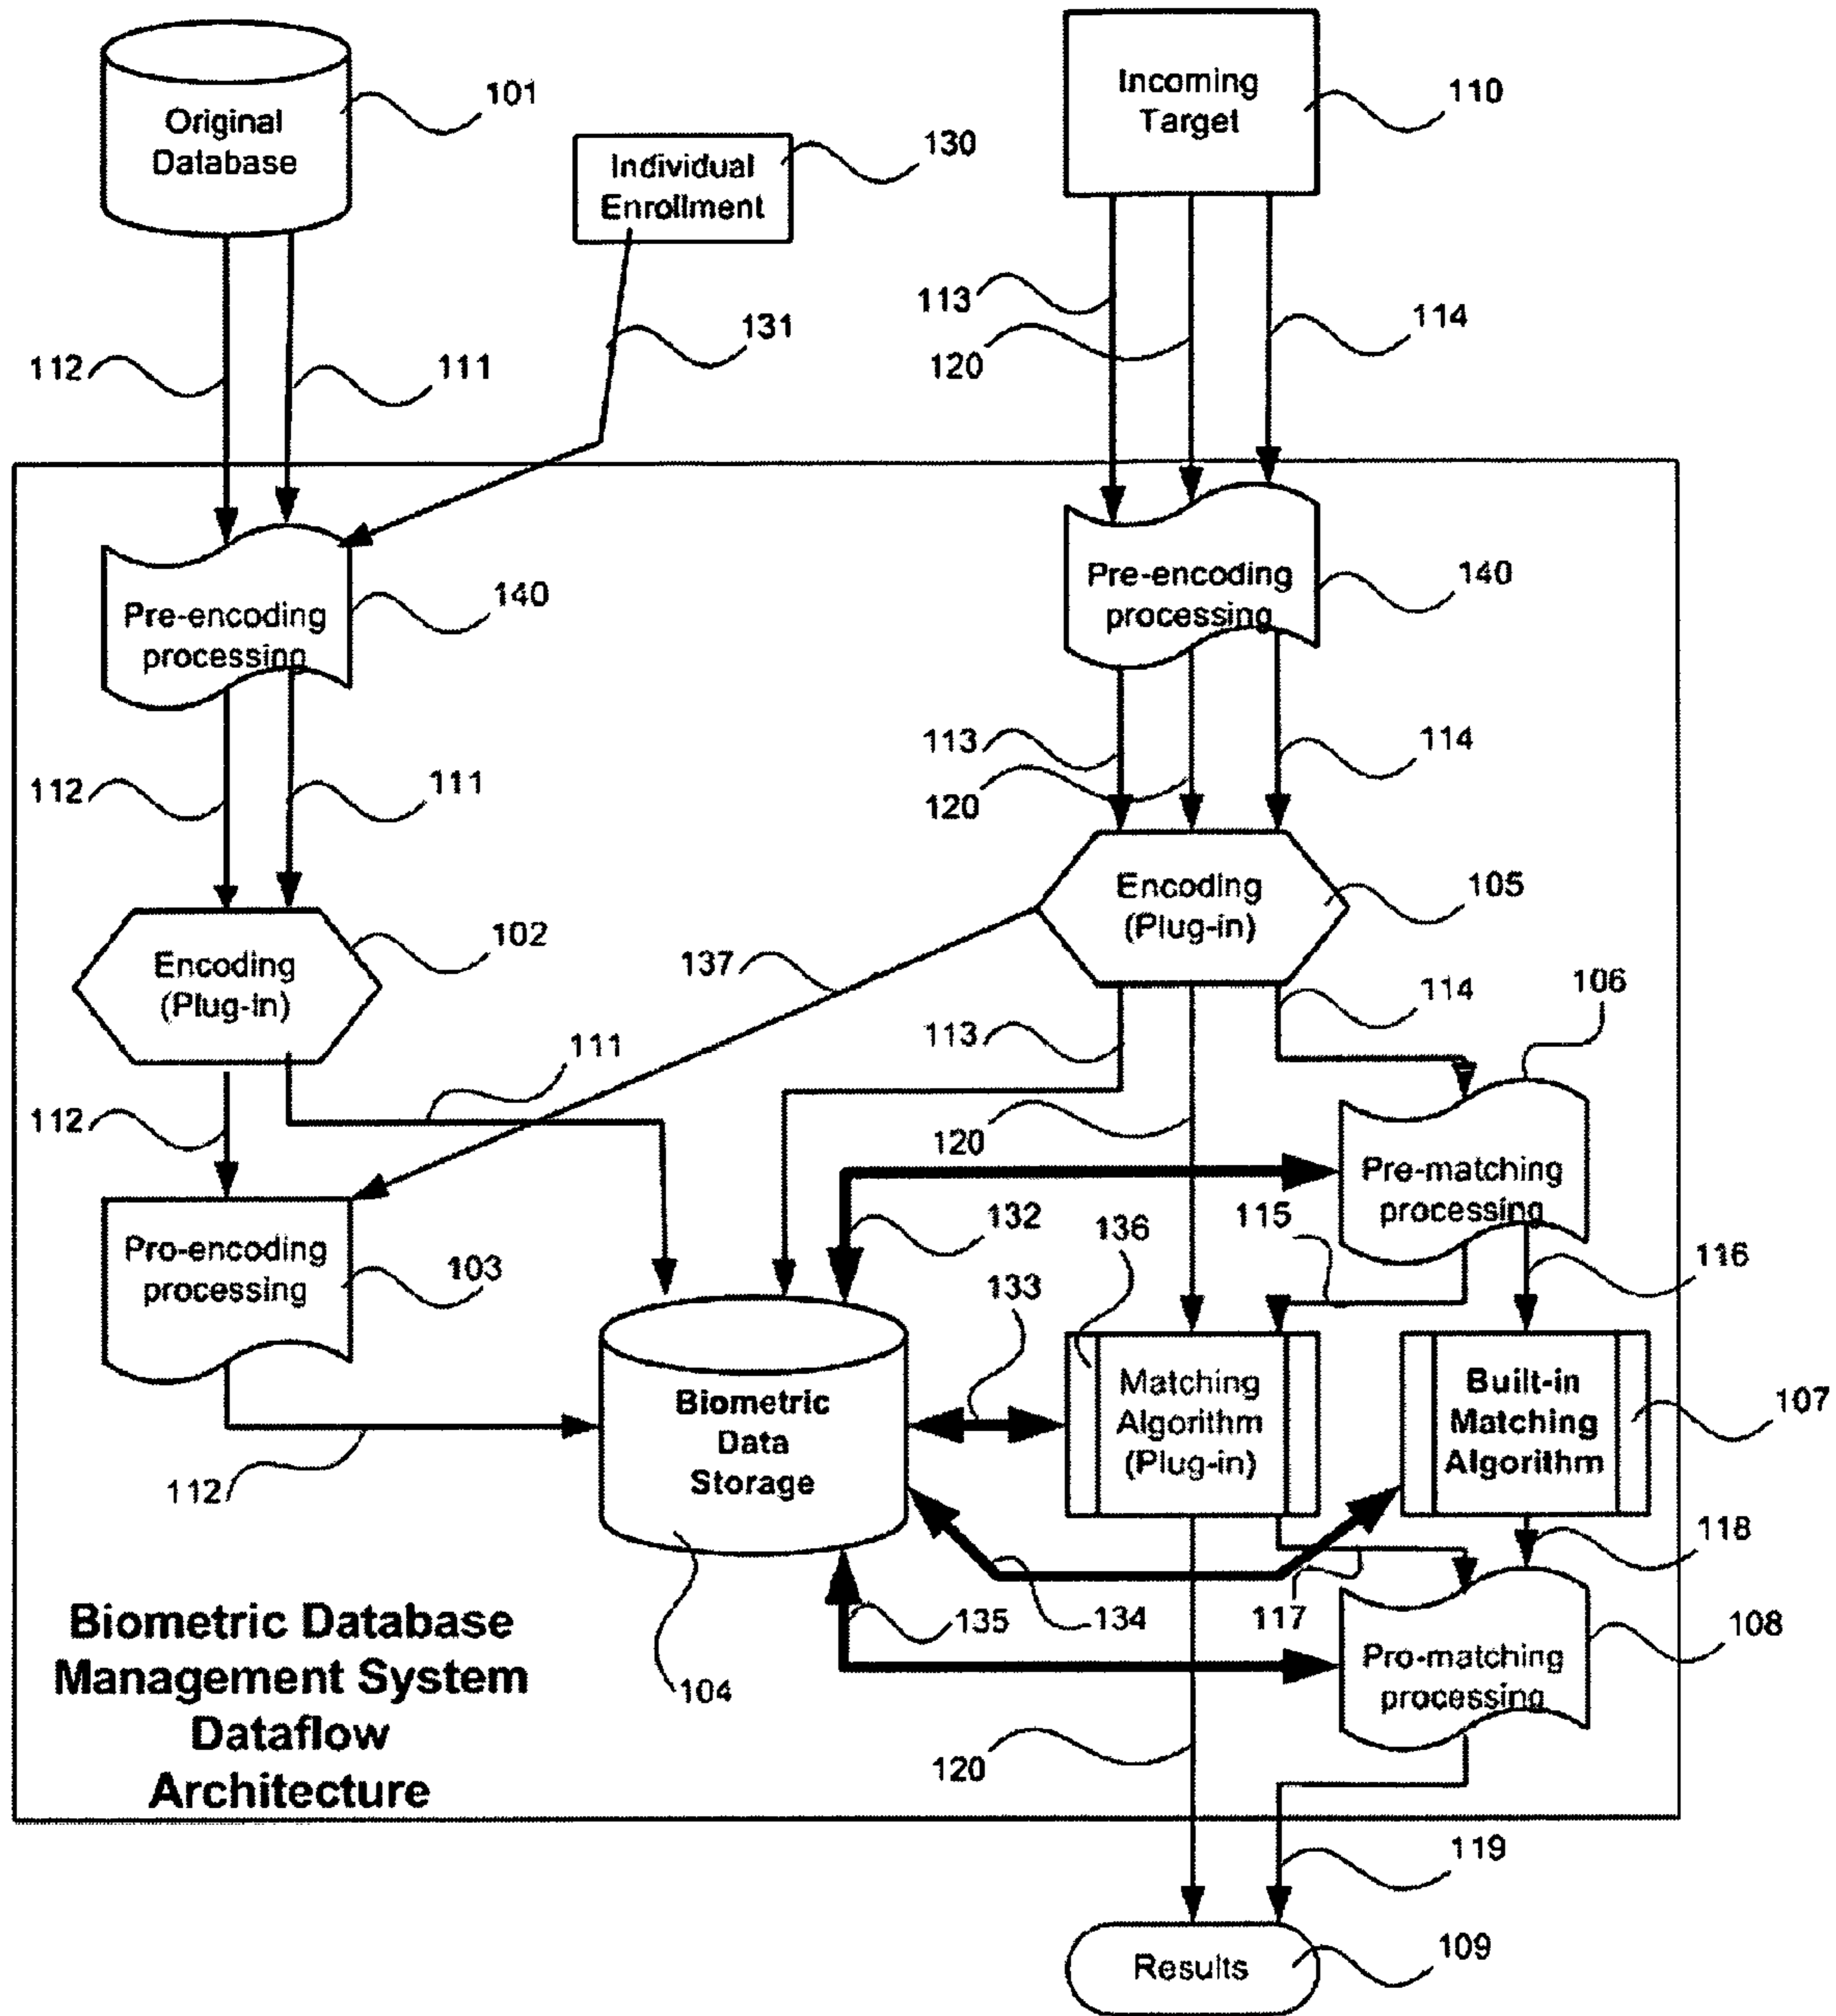 Original
Database
101
Individual
Enrollment
130
Incoming
Target
110
112
111
131
113
120
114
Pre-encoding
processing
140
Pre-encoding
processing
140
112
111
113
120
114
Encoding
(Plug-in)
102
Encoding
(Plug-in)
105
137
106
114
113
111
112
120
Pro-encoding
processing
103
132
Pre-matching
processing
115
136
116
133
Biometric
Data
Storage
Matching
Algorithm
(Plug-in)
Built-in
Matching
Algorithm
107
112
118
135
134
117
108
104
Pro-matching
processing
Biometric Database
Management System
Dataflow
Architecture
120
119
Results
109